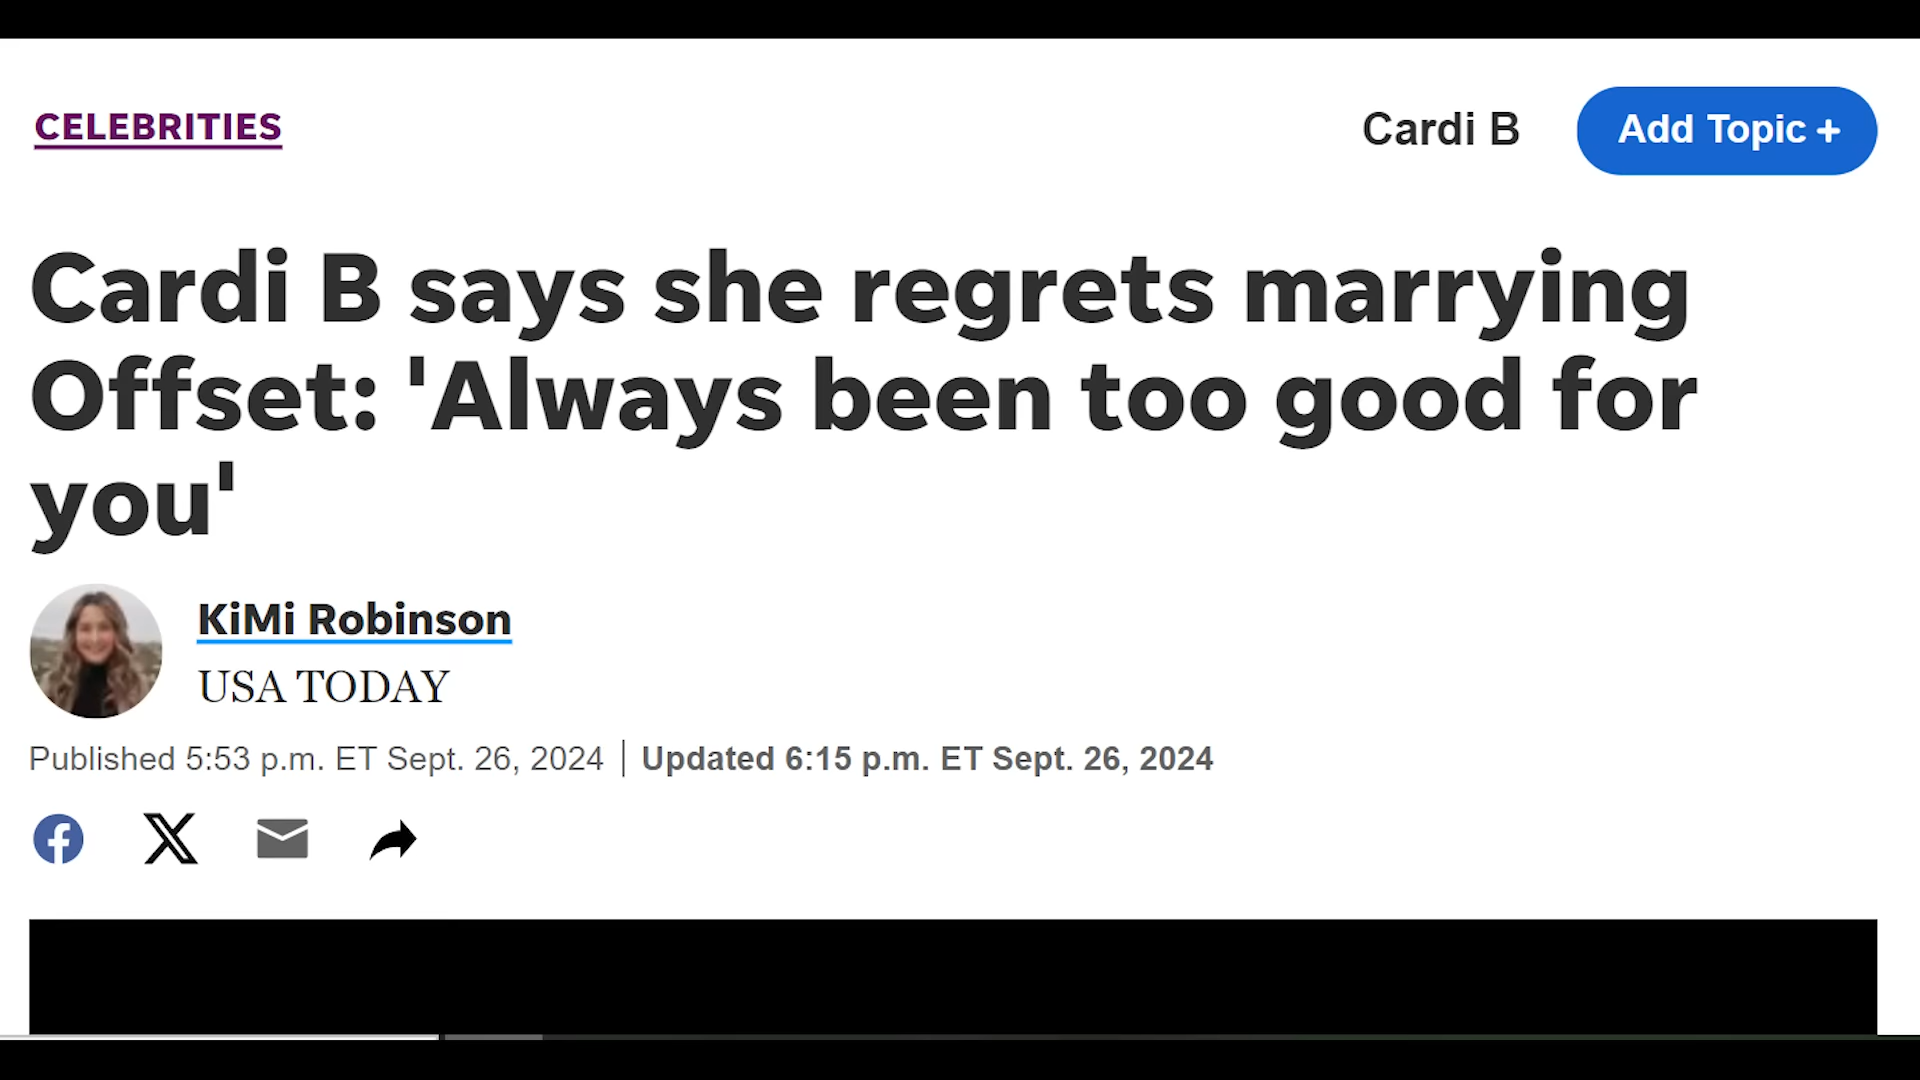 CELEBRITIES
Cardi B
Add Topic +
Cardi B says she regrets marrying
Offset: 'Always been too good for
you'
KiMi Robinson
USA TODAY
Published 5:53 p.m. ET Sept. 26, 2024 | Updated 6:15 p.m. ET Sept. 26, 2024